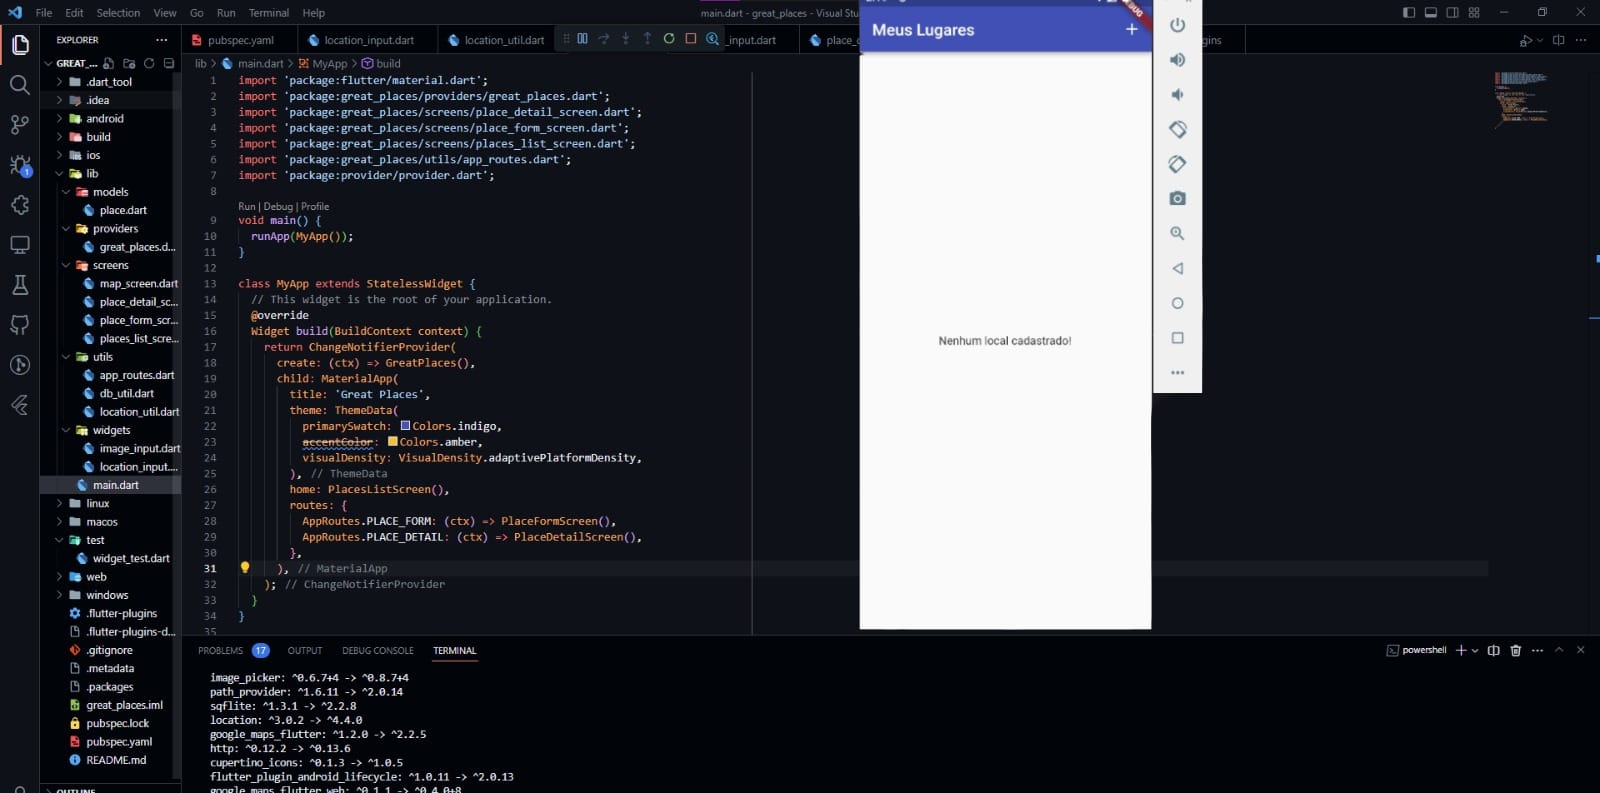 File Edit Selection View Go Run Terminal Help
main.dart - great_places - Visual Stu
EXPLORER
GREAT_...
.dart_tool
.idea
android
build
ios
lib
models
place.dart
providers
great_places.d...
screens
map_screen.dart
place_detail_sc...
place_form_scr...
places_list_scre...
utils
app_routes.dart
db_util.dart
location_util.dart
widgets
image_input.dart
location_input....
main.dart
linux
macos
test
widget_test.dart
web
windows
.flutter-plugins
.flutter-plugins-d...
.gitignore
.metadata
.packages
great_places.iml
pubspec.lock
pubspec.yaml
README.md
OUTLINE
1
pubspec.yaml
location_input.dart
location_util.dart
_input.dart
place_c
gins
lib > main.dart > MyApp > build
1 import 'package:flutter/material.dart';
2 import 'package:great_places/providers/great_places.dart';
3 import 'package:great_places/screens/place_detail_screen.dart';
4 import 'package:great_places/screens/place_form_screen.dart';
5 import 'package:great_places/screens/places_list_screen.dart';
6 import 'package:great_places/utils/app_routes.dart';
7 import 'package:provider/provider.dart';
8
Run | Debug | Profile
9 void main() {
10 runApp(MyApp());
11 }
12
13 class MyApp extends StatelessWidget {
14 // This widget is the root of your application.
15 @override
16 Widget build(BuildContext context) {
17 return ChangeNotifierProvider(
18 create: (ctx) => GreatPlaces(),
19 child: MaterialApp(
20 title: 'Great Places',
21 theme: ThemeData(
22 primarySwatch: Colors.indigo,
23 accentColor: Colors.amber,
24 visualDensity: VisualDensity.adaptivePlatformDensity,
25 ), // ThemeData
26 home: PlacesListScreen(),
27 routes: {
28 AppRoutes.PLACE_FORM: (ctx) => PlaceFormScreen(),
29 AppRoutes.PLACE_DETAIL: (ctx) => PlaceDetailScreen(),
30 },
31 ), // MaterialApp
32 ); // ChangeNotifierProvider
33 }
34 }
35
Meus Lugares +
Nenhum local cadastrado!
PROBLEMS 17 OUTPUT DEBUG CONSOLE TERMINAL
powershell
image_picker: ^0.6.7+4 -> ^0.8.7+4
path_provider: ^1.6.11 -> ^2.0.14
sqflite: ^1.3.1 -> ^2.2.8
location: ^3.0.2 -> ^4.4.0
google_maps_flutter: ^1.2.0 -> ^2.2.5
http: ^0.12.2 -> ^0.13.6
cupertino_icons: ^0.1.3 -> ^1.0.5
flutter_plugin_android_lifecycle: ^1.0.11 -> ^2.0.13
google_maps_flutter_web: ^0.1.1 -> ^0.4.0+8